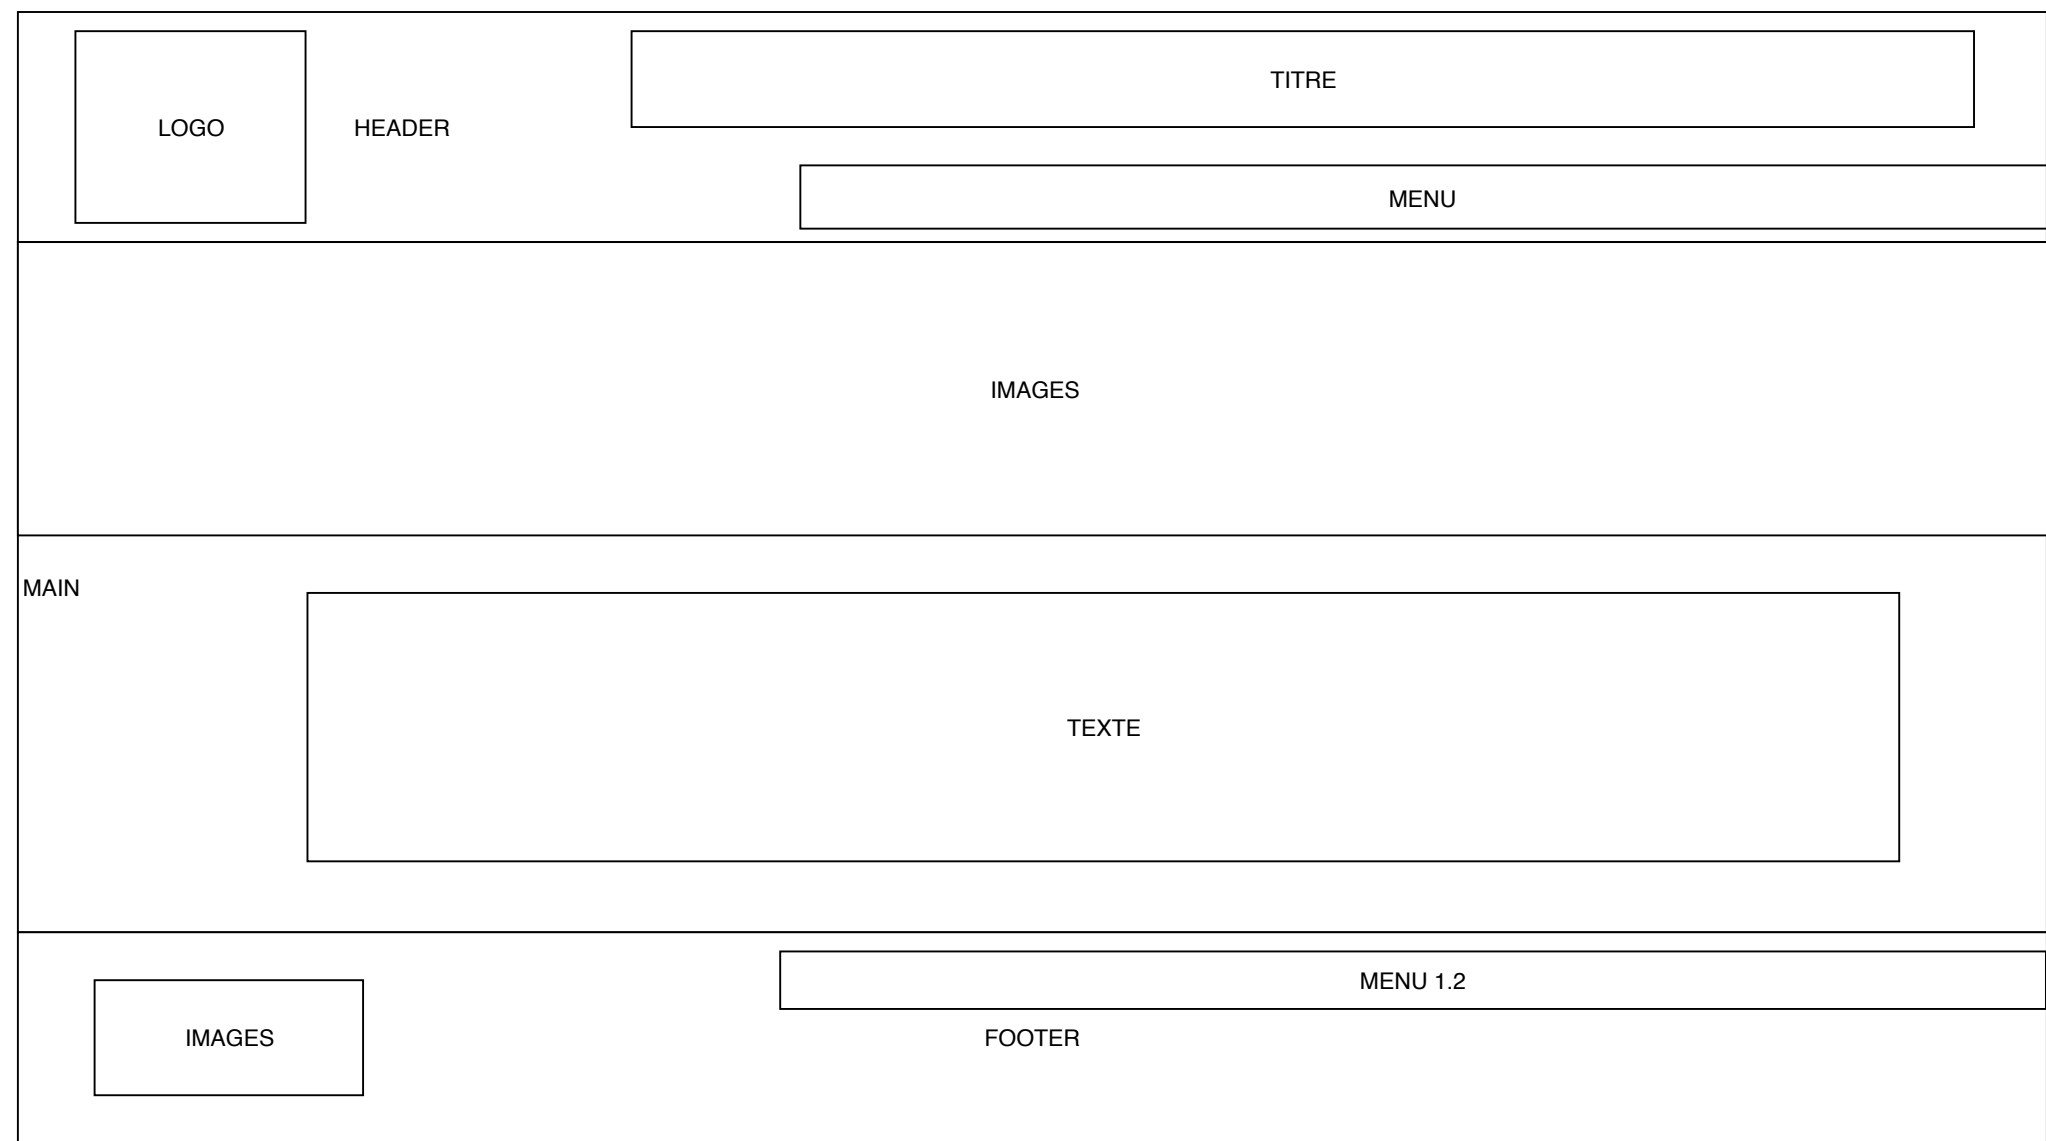 LOGO
HEADER
TITRE
MENU
IMAGES
MAIN
TEXTE
MENU 1.2
IMAGES
FOOTER